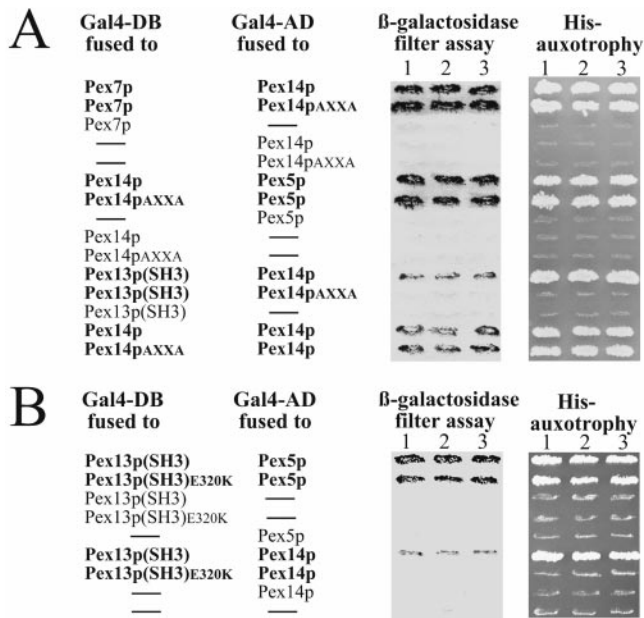 A
Gal4-DB fused to
Gal4-AD fused to
ß-galactosidase filter assay
His-auxotrophy
1 2 3
1 2 3
Pex7p Pex14p
Pex7p Pex14pAXXA
Pex7p —
— Pex14p
— Pex14pAXXA
Pex14p Pex5p
Pex14pAXXA Pex5p
— Pex5p
Pex14p —
Pex14pAXXA —
Pex13p(SH3) Pex14p
Pex13p(SH3) Pex14pAXXA
Pex13p(SH3) —
Pex14p Pex14p
Pex14pAXXA Pex14p
B
Gal4-DB fused to
Gal4-AD fused to
ß-galactosidase filter assay
His-auxotrophy
1 2 3
1 2 3
Pex13p(SH3) Pex5p
Pex13p(SH3)E320K Pex5p
Pex13p(SH3) —
Pex13p(SH3)E320K —
— Pex5p
Pex13p(SH3) Pex14p
Pex13p(SH3)E320K Pex14p
— Pex14p
— —